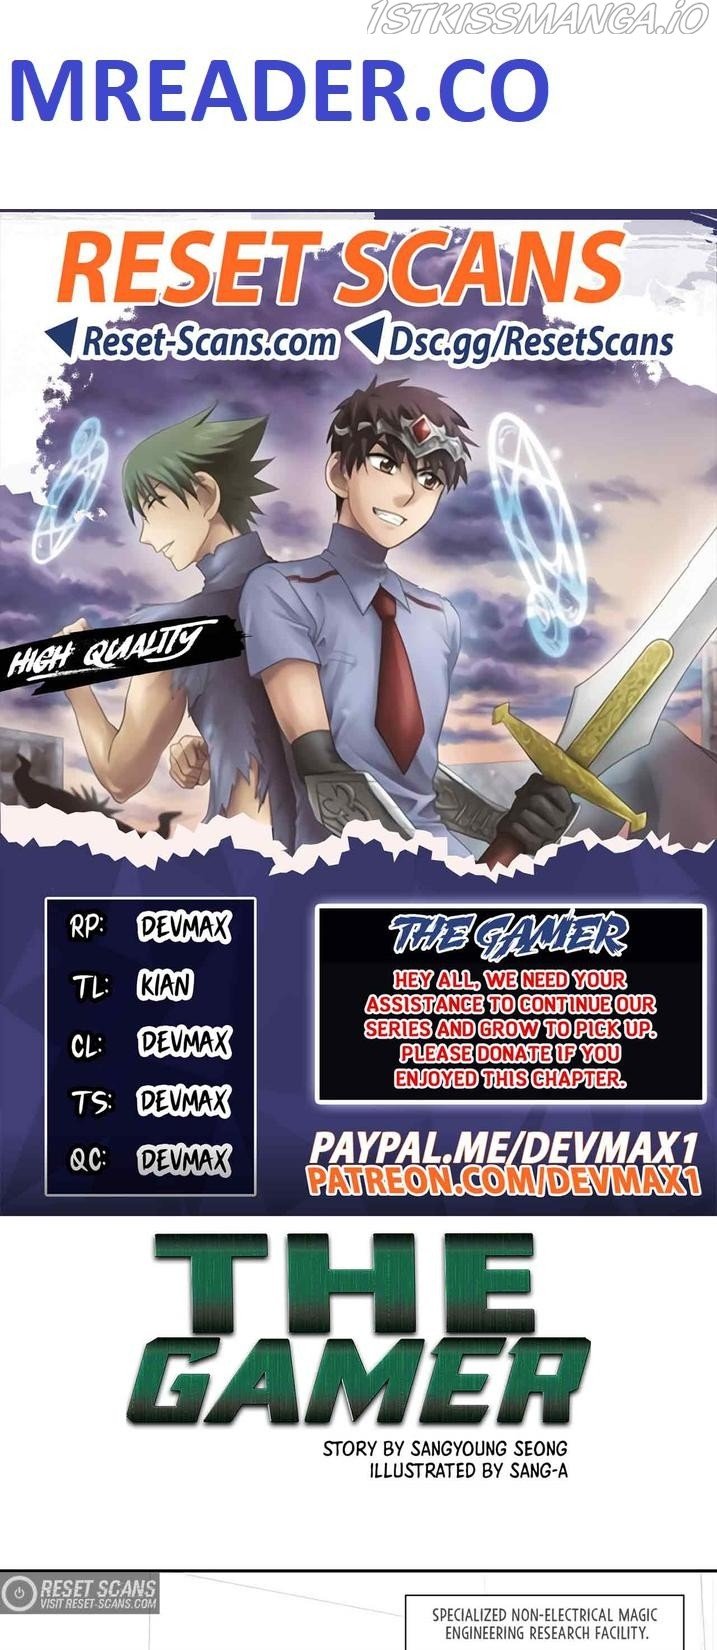 1STKISSMANGA.IO
MREADER.CO
RESET SCANS
Reset-Scans.com Dsc.gg/ResetScans
HIGH QUALITY
RP: DEVMAX
TL: KIAN
CL: DEVMAX
TS: DEVMAX
QC: DEVMAX
THE GAMER
HEY ALL, WE NEED YOUR
ASSISTANCE TO CONTINUE OUR
SERIES AND GROW TO PICK UP.
PLEASE DONATE IF YOU
ENJOYED THIS CHAPTER.
PAYPAL.ME/DEVMAX1
PATREON.COM/DEVMAX1
THE
GAMER
STORY BY SANGYOUNG SEONG
ILLUSTRATED BY SANG-A
RESET SCANS
VISIT RESET-SCANS.COM
SPECIALIZED NON-ELECTRICAL MAGIC
ENGINEERING RESEARCH FACILITY.